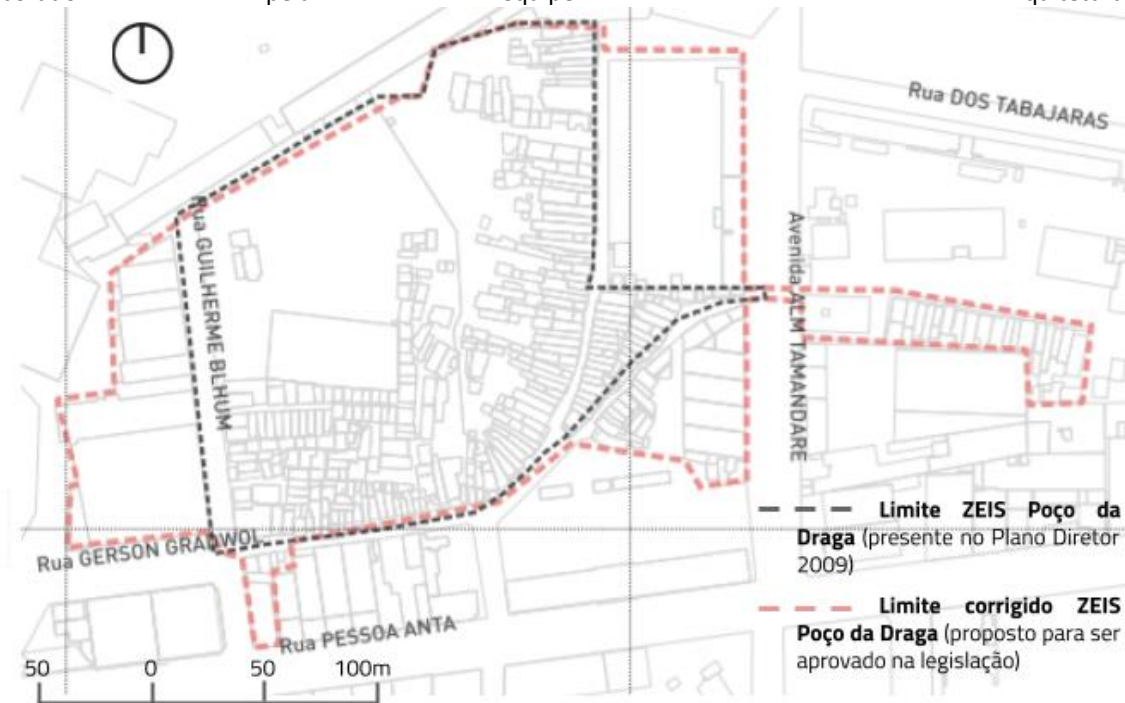 Rua DOS TABAJARAS
Rua GUILHERME BLHUM
Avenida ALM TAMANDARE
Limite ZEIS Poço da
Draga (presente no Plano Diretor
2009)
Rua GERSON GRADWOL
Limite corrigido ZEIS
Poço da Draga (proposto para ser
aprovado na legislação)
Rua PESSOA ANTA
50 0 50 100m